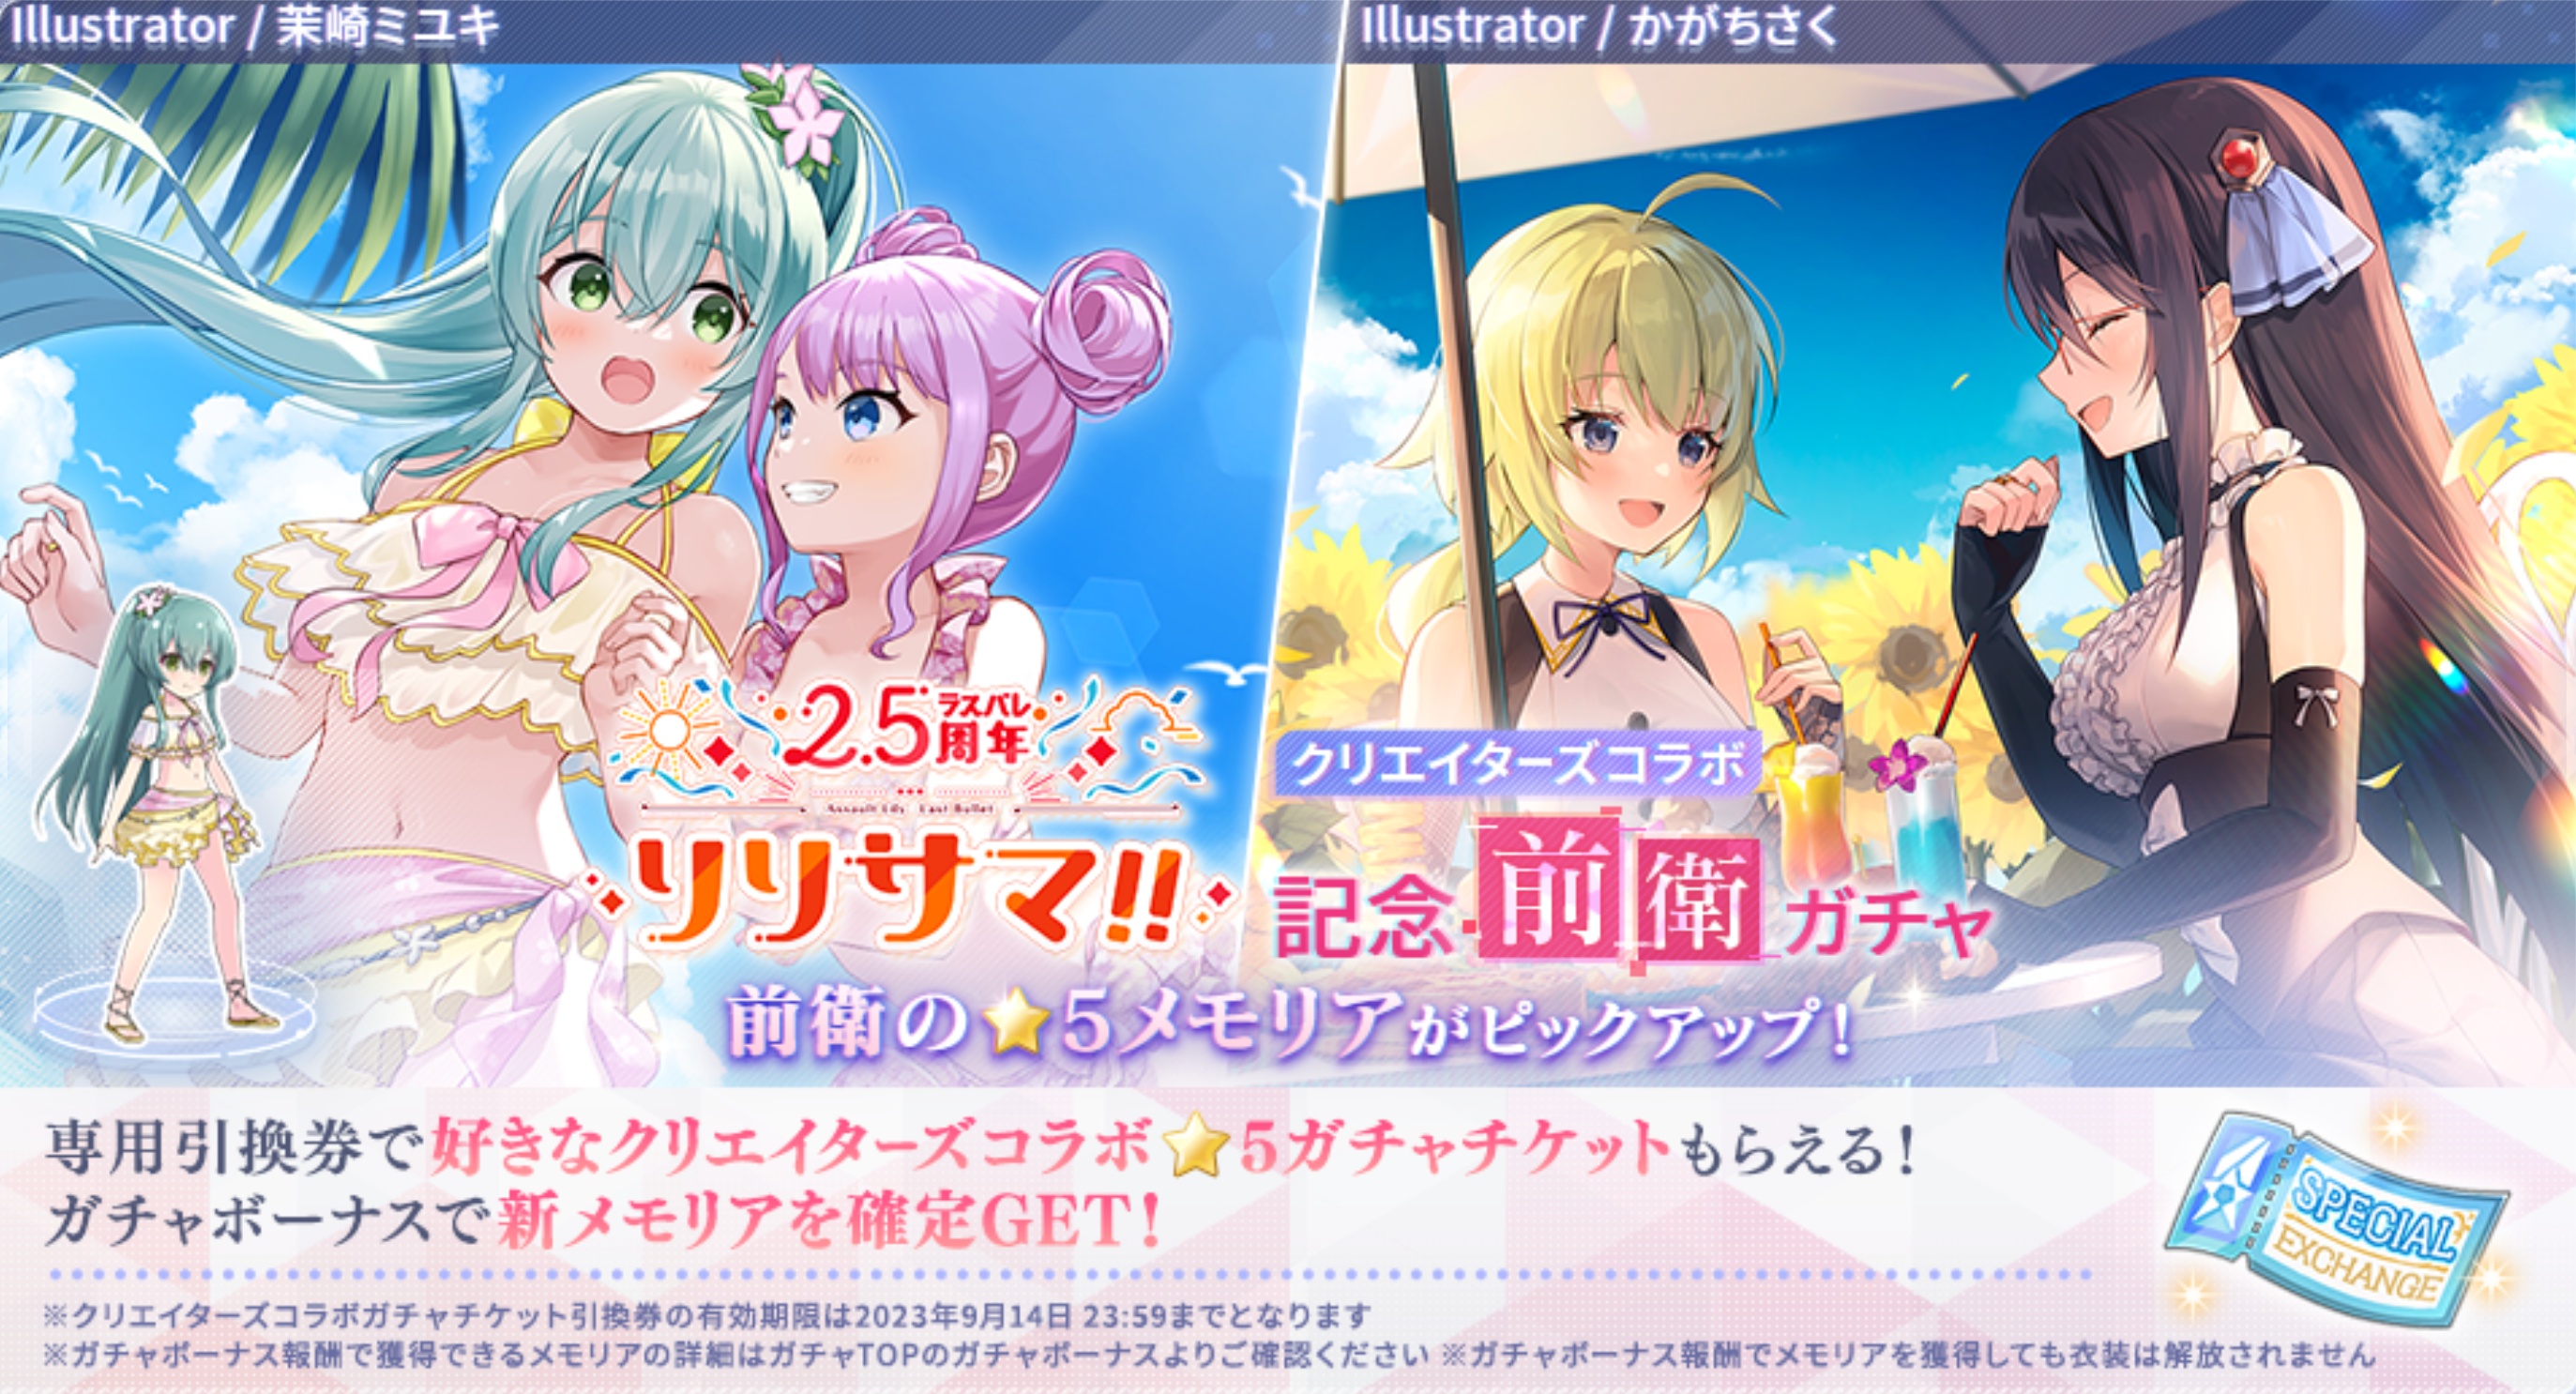 Illustrator / 茉崎ミユキ
Illustrator / かがちさく
2.5
ラスバレ
周年
Assault Lily Last Bullet
リリサマ!!
クリエイターズコラボ
記念 前衛 ガチャ
前衛の⭐5メモリアがピックアップ!
専用引換券で好きなクリエイターズコラボ⭐5ガチャチケットもらえる!
ガチャボーナスで新メモリアを確定GET!
SPECIAL
EXCHANGE
※クリエイターズコラボガチャチケット引換券の有効期限は2023年9月14日 23:59までとなります
※ガチャボーナス報酬で獲得できるメモリアの詳細はガチャTOPのガチャボーナスよりご確認ください ※ガチャボーナス報酬でメモリアを獲得しても衣装は解放されません